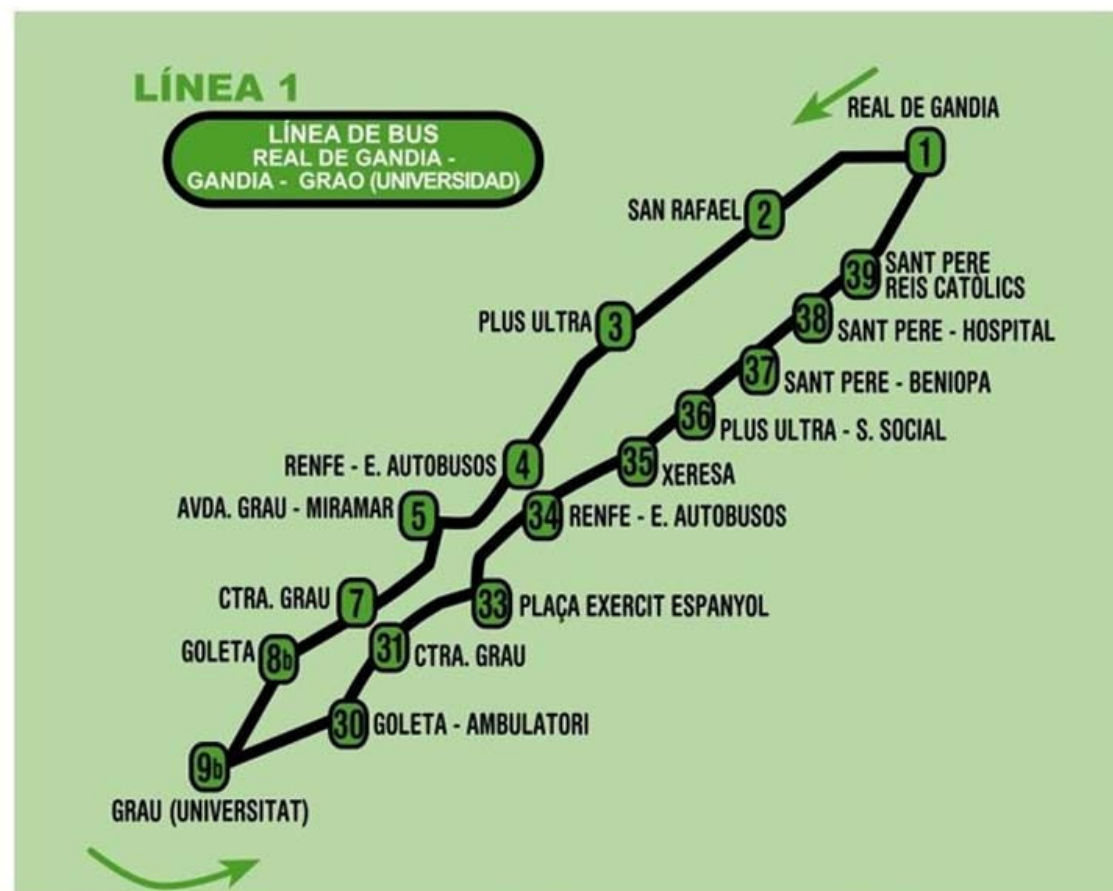 LÍNEA 1
LÍNEA DE BUS
REAL DE GANDIA -
GANDIA - GRAO (UNIVERSIDAD)
REAL DE GANDIA
1
SAN RAFAEL
2
39
SANT PERE
REIS CATÒLICS
PLUS ULTRA
3
38
SANT PERE - HOSPITAL
37
SANT PERE - BENIOPA
36
PLUS ULTRA - S. SOCIAL
RENFE - E. AUTOBUSOS
4
35
XERESA
AVDA. GRAU - MIRAMAR
5
34
RENFE - E. AUTOBUSOS
CTRA. GRAU
7
33
PLAÇA EXERCIT ESPANYOL
GOLETA
8b
31
CTRA. GRAU
30
GOLETA - AMBULATORI
9b
GRAU (UNIVERSITAT)